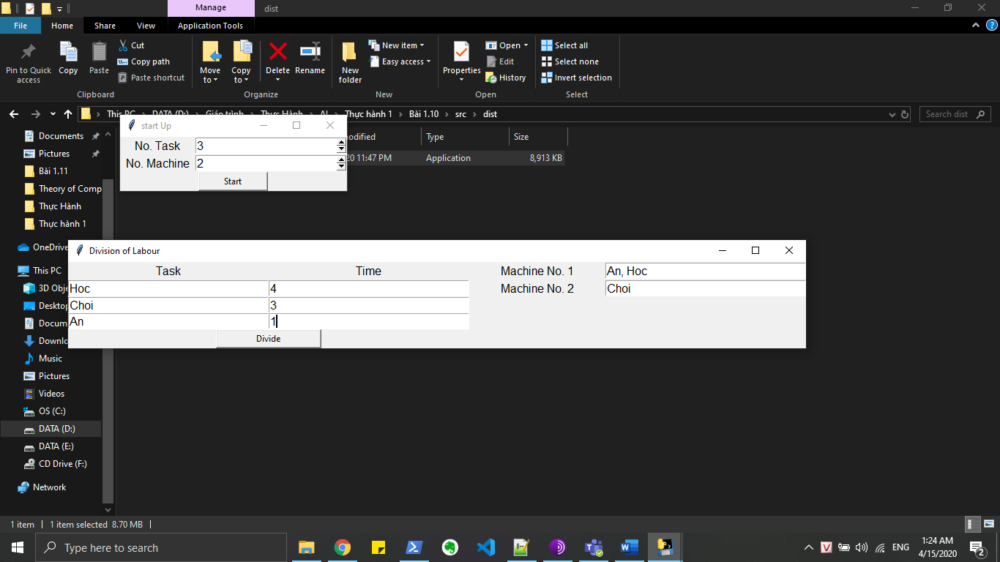 Manage
dist
File
Home
Share
View
Application Tools
Pin to Quick access
Copy
Paste
Cut
Copy path
Paste shortcut
Clipboard
Move to
Copy to
Delete
Rename
Organize
New folder
New item
Easy access
New
Properties
Open
Edit
History
Open
Select all
Select none
Invert selection
Select
This PC
DATA (D:)
Giáo trình
Thực Hành
AI
Thực hành 1
Bài 1.10
src
dist
Search dist
start Up
No. Task 3
No. Machine 2
Start
odified
Type
Size
20 11:47 PM
Application
8,913 KB
Documents
Pictures
Bài 1.11
Theory of Comp
Thực Hành
Thực hành 1
OneDrive
This PC
3D Obje
Desktop
Docum
Downlo
Music
Pictures
Videos
OS (C:)
DATA (D:)
DATA (E:)
CD Drive (F:)
Network
Division of Labour
Task Time
Hoc 4
Choi 3
An 1
Divide
Machine No. 1 An, Hoc
Machine No. 2 Choi
1 item
1 item selected 8.70 MB
Type here to search
ENG
1:24 AM
4/15/2020
2